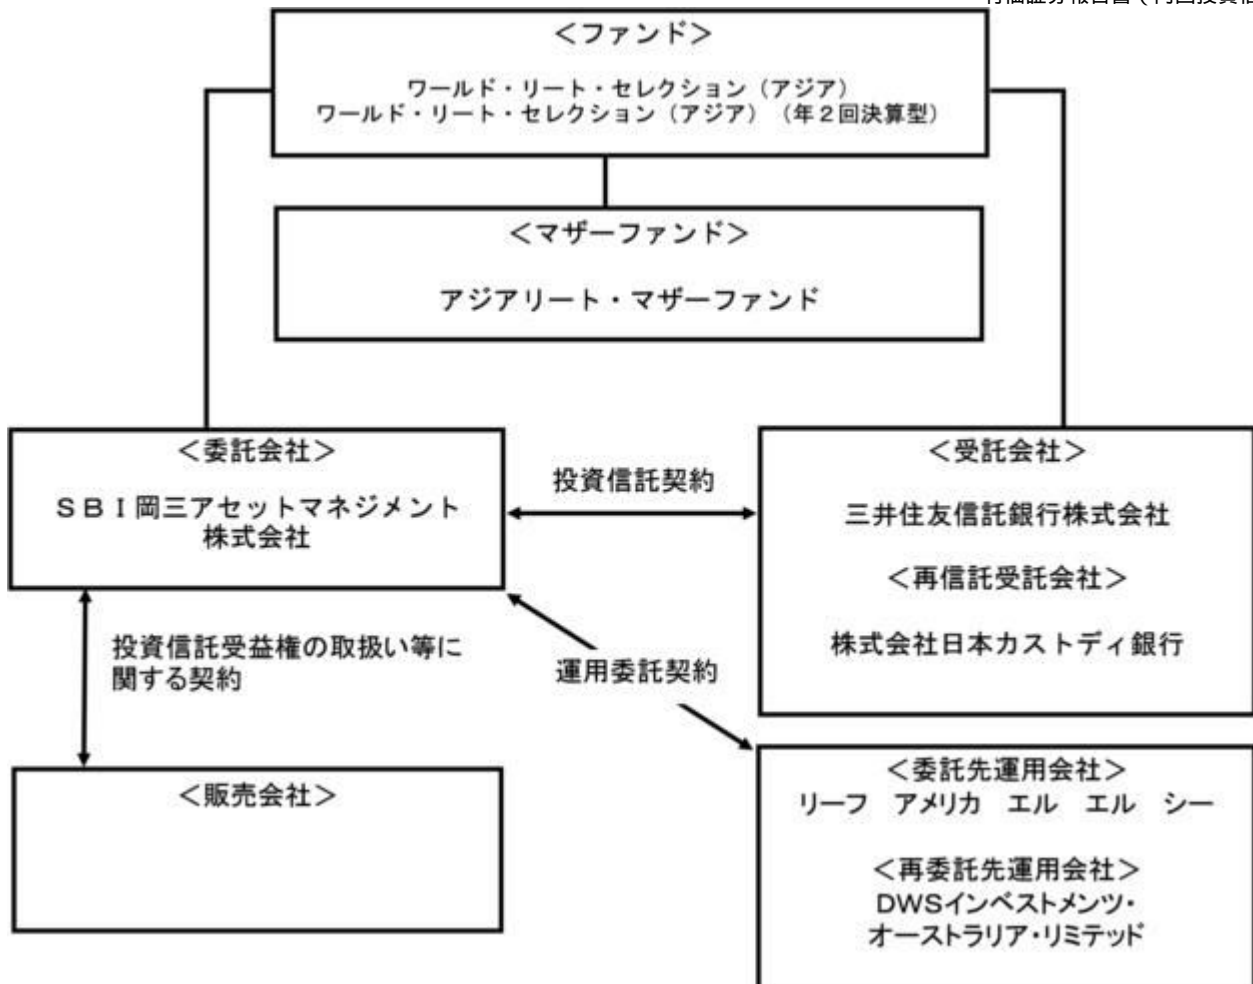 ＜ファンド＞
ワールド・リート・セレクション（アジア）
ワールド・リート・セレクション（アジア）（年２回決算型）
＜マザーファンド＞
アジアリート・マザーファンド
＜委託会社＞
ＳＢＩ岡三アセットマネジメント
株式会社
投資信託契約
＜受託会社＞
三井住友信託銀行株式会社
＜再信託受託会社＞
株式会社日本カストディ銀行
投資信託受益権の取扱い等に
関する契約
運用委託契約
＜販売会社＞
＜委託先運用会社＞
リーフ　アメリカ　エル　エル　シー
＜再委託先運用会社＞
DWSインベストメンツ・
オーストラリア・リミテッド